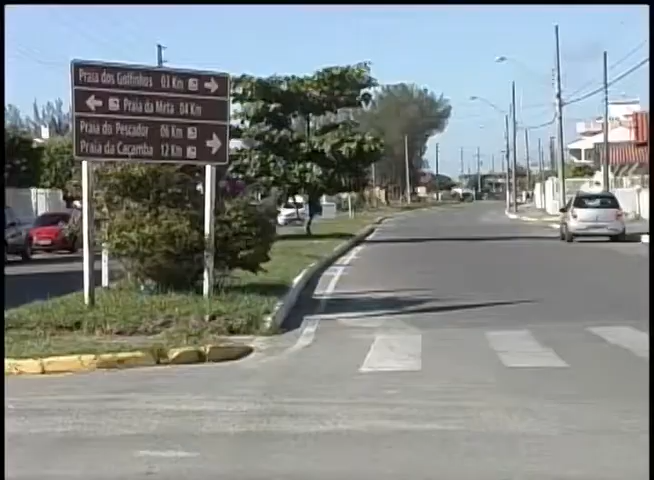 Praia dos Golfinhos 03 Km
Praia da Meta 04 Km
Praia do Pescador 06 Km
Praia da Caçamba 12 Km